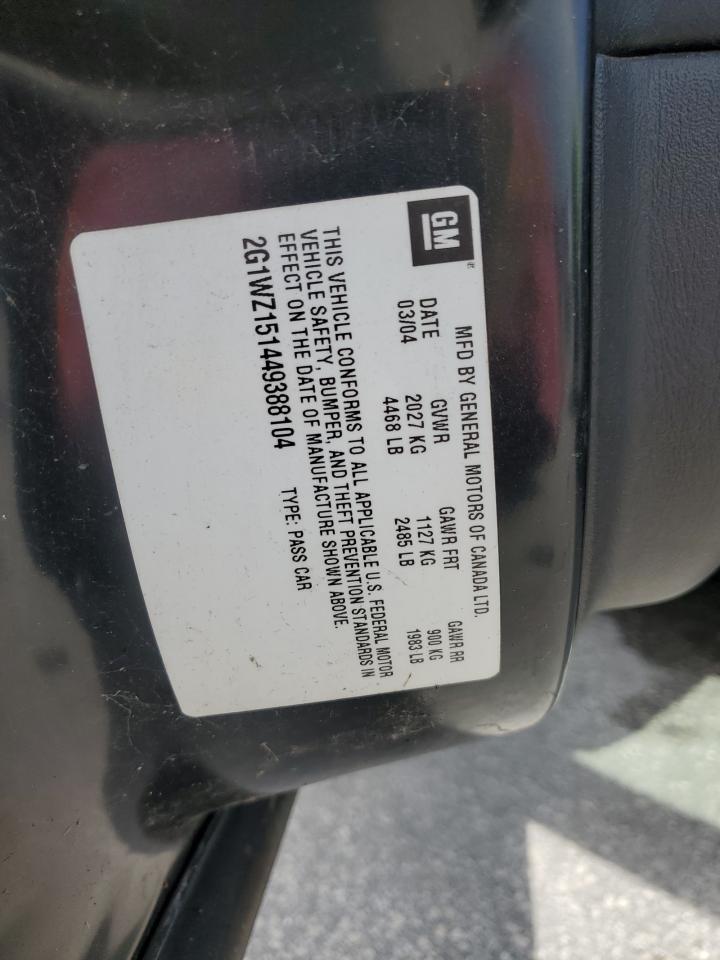 GM
MFD BY GENERAL MOTORS OF CANADA LTD.
DATE GVWR GAWR FRT GAWR RR
03/04 2027 KG 1127 KG 900 KG
4468 LB 2485 LB 1983 LB
THIS VEHICLE CONFORMS TO ALL APPLICABLE U.S. FEDERAL MOTOR
VEHICLE SAFETY, BUMPER, AND THEFT PREVENTION STANDARDS IN
EFFECT ON THE DATE OF MANUFACTURE SHOWN ABOVE.
2G1WZ151449388104 TYPE: PASS CAR